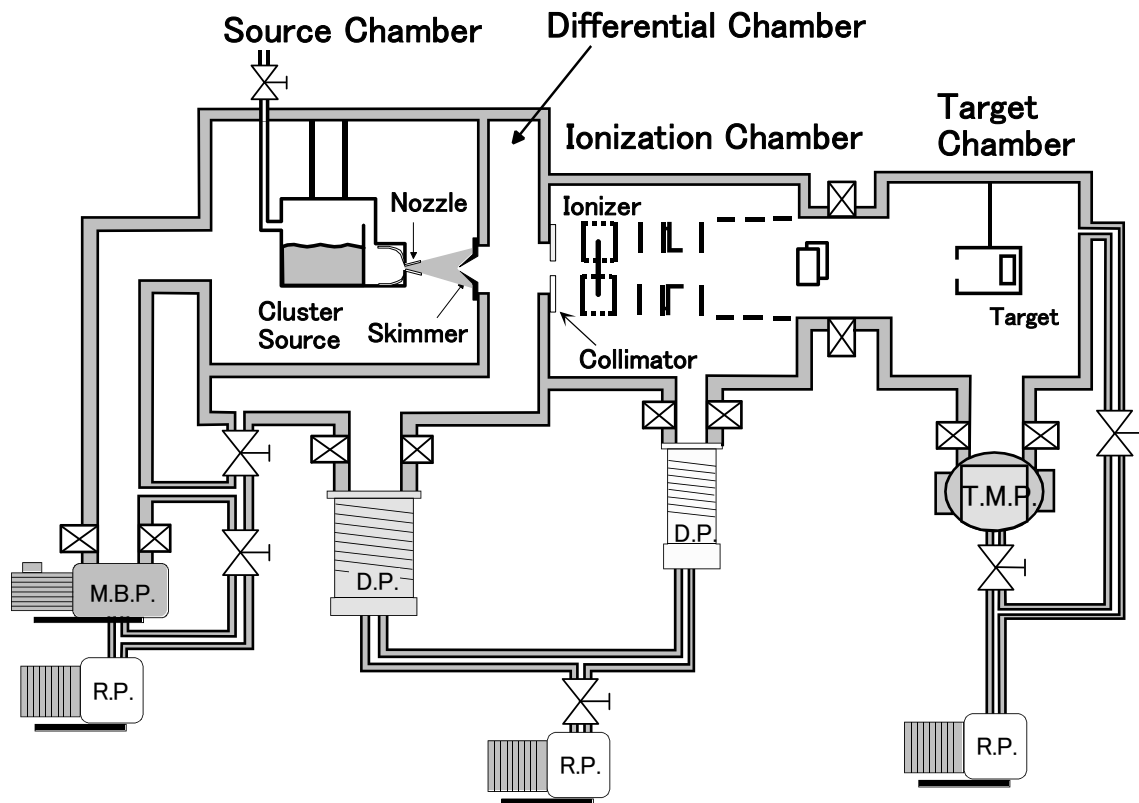 Source Chamber
Differential Chamber
Ionization Chamber
Target
Chamber
Nozzle
Ionizer
Cluster
Source
Skimmer
Collimator
Target
M.B.P.
D.P.
D.P.
T.M.P.
R.P.
R.P.
R.P.